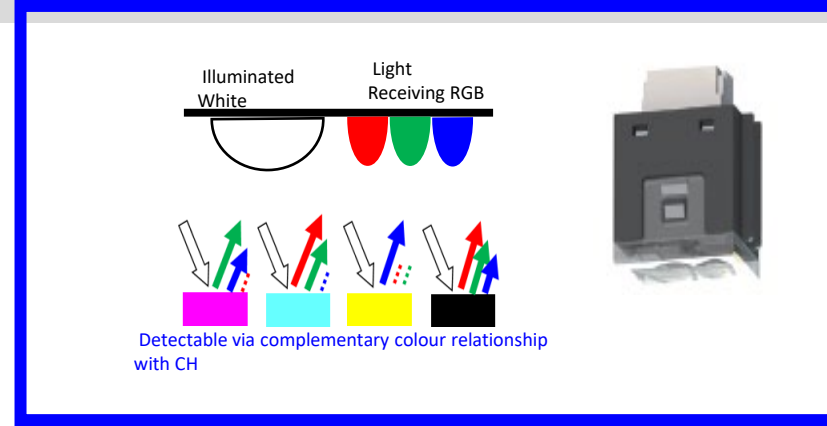 Illuminated
White
Light
Receiving RGB
Detectable via complementary colour relationship
with CH